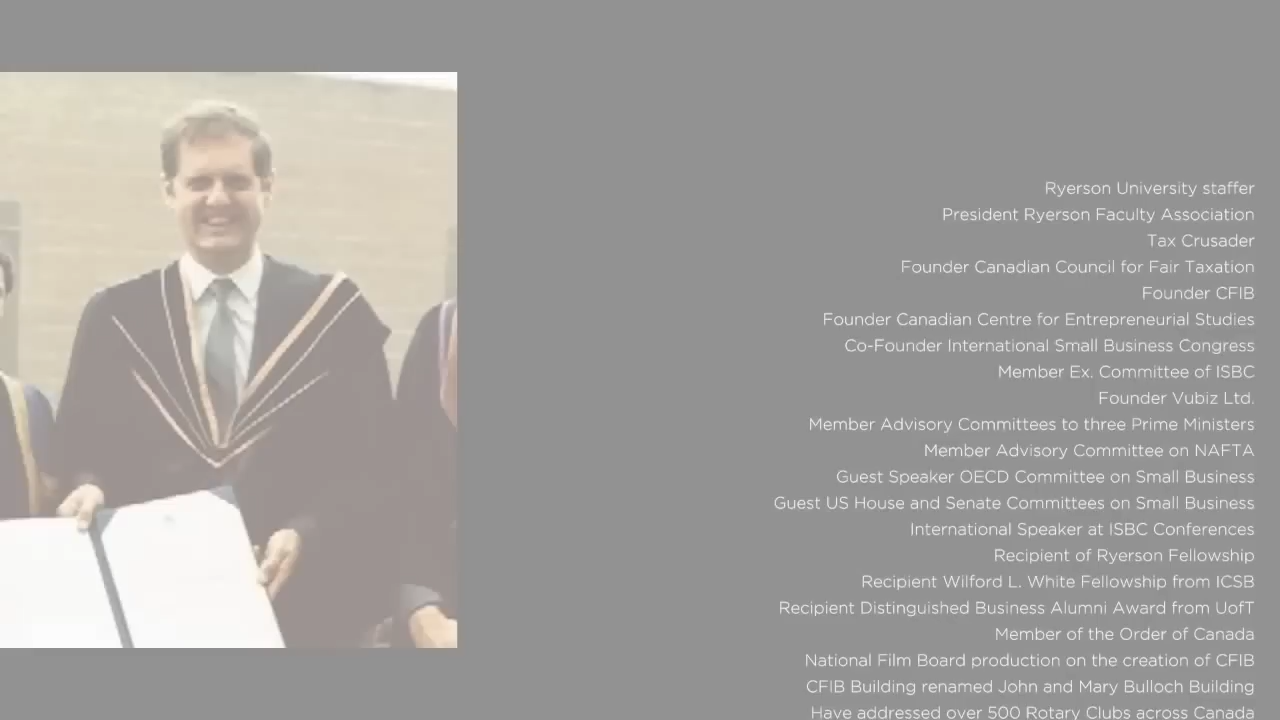 Ryerson University staffer
President Ryerson Faculty Association
Tax Crusader
Founder Canadian Council for Fair Taxation
Founder CFIB
Founder Canadian Centre for Entrepreneurial Studies
Co-Founder International Small Business Congress
Member Ex. Committee of ISBC
Founder Vubiz Ltd.
Member Advisory Committees to three Prime Ministers
Member Advisory Committee on NAFTA
Guest Speaker OECD Committee on Small Business
Guest US House and Senate Committees on Small Business
International Speaker at ISBC Conferences
Recipient of Ryerson Fellowship
Recipient Wilford L. White Fellowship from ICSB
Recipient Distinguished Business Alumni Award from UofT
Member of the Order of Canada
National Film Board production on the creation of CFIB
CFIB Building renamed John and Mary Bulloch Building
Have addressed over 500 Rotary Clubs across Canada